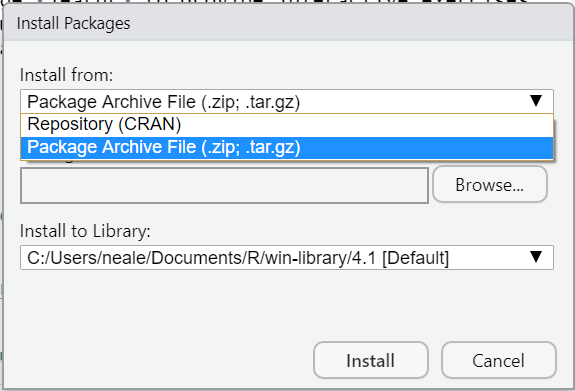 Install Packages
Install from:
Package Archive File (.zip; .tar.gz)
Repository (CRAN)
Package Archive File (.zip; .tar.gz)
Browse...
Install to Library:
C:/Users/neale/Documents/R/win-library/4.1 [Default]
Install
Cancel